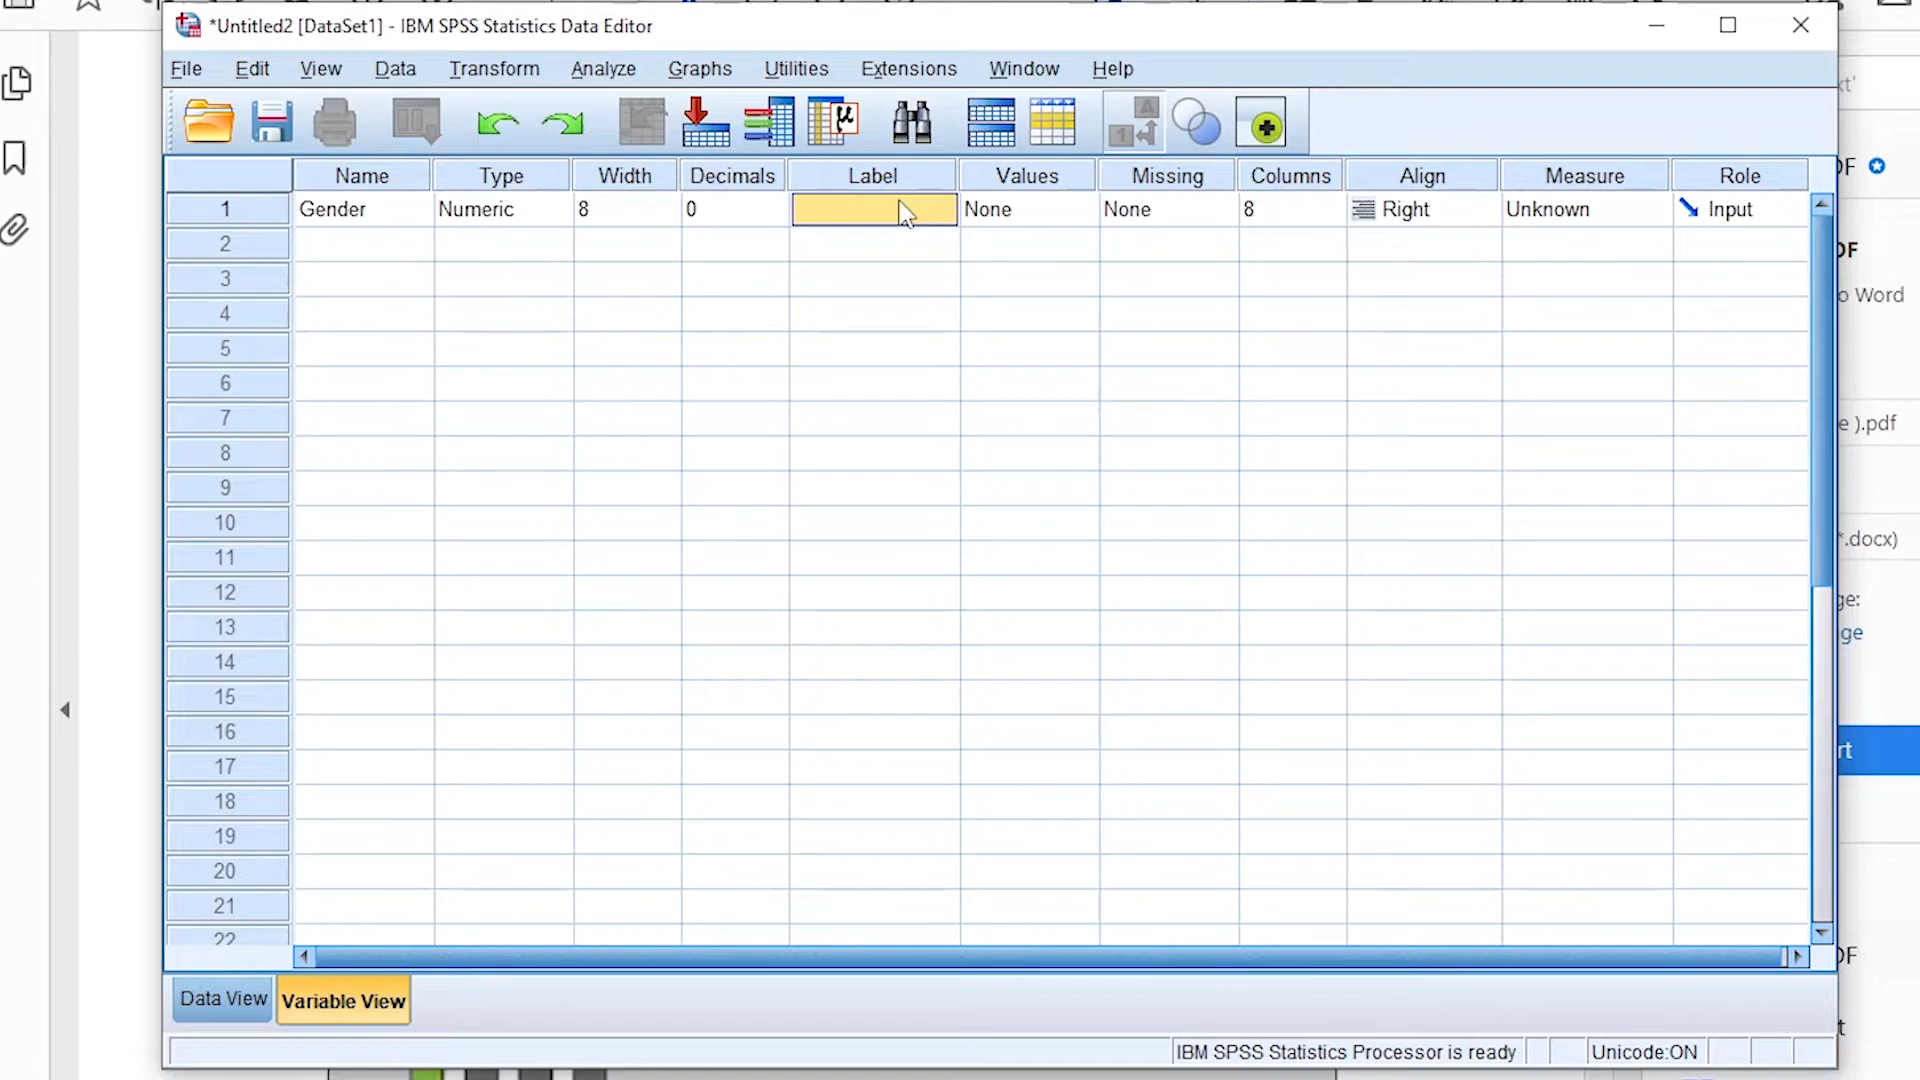 *Untitled2 [DataSet1] - IBM SPSS Statistics Data Editor
File Edit View Data Transform Analyze Graphs Utilities Extensions Window Help
Name Type Width Decimals Label Values Missing Columns Align Measure Role
1 Gender Numeric 8 0 None None 8 Right Unknown Input
2
3
4
5
6
7
8
9
10
11
12
13
14
15
16
17
18
19
20
21
22
o Word
e ).pdf
*.docx)
ge:
ge
rt
Data View Variable View
IBM SPSS Statistics Processor is ready Unicode:ON